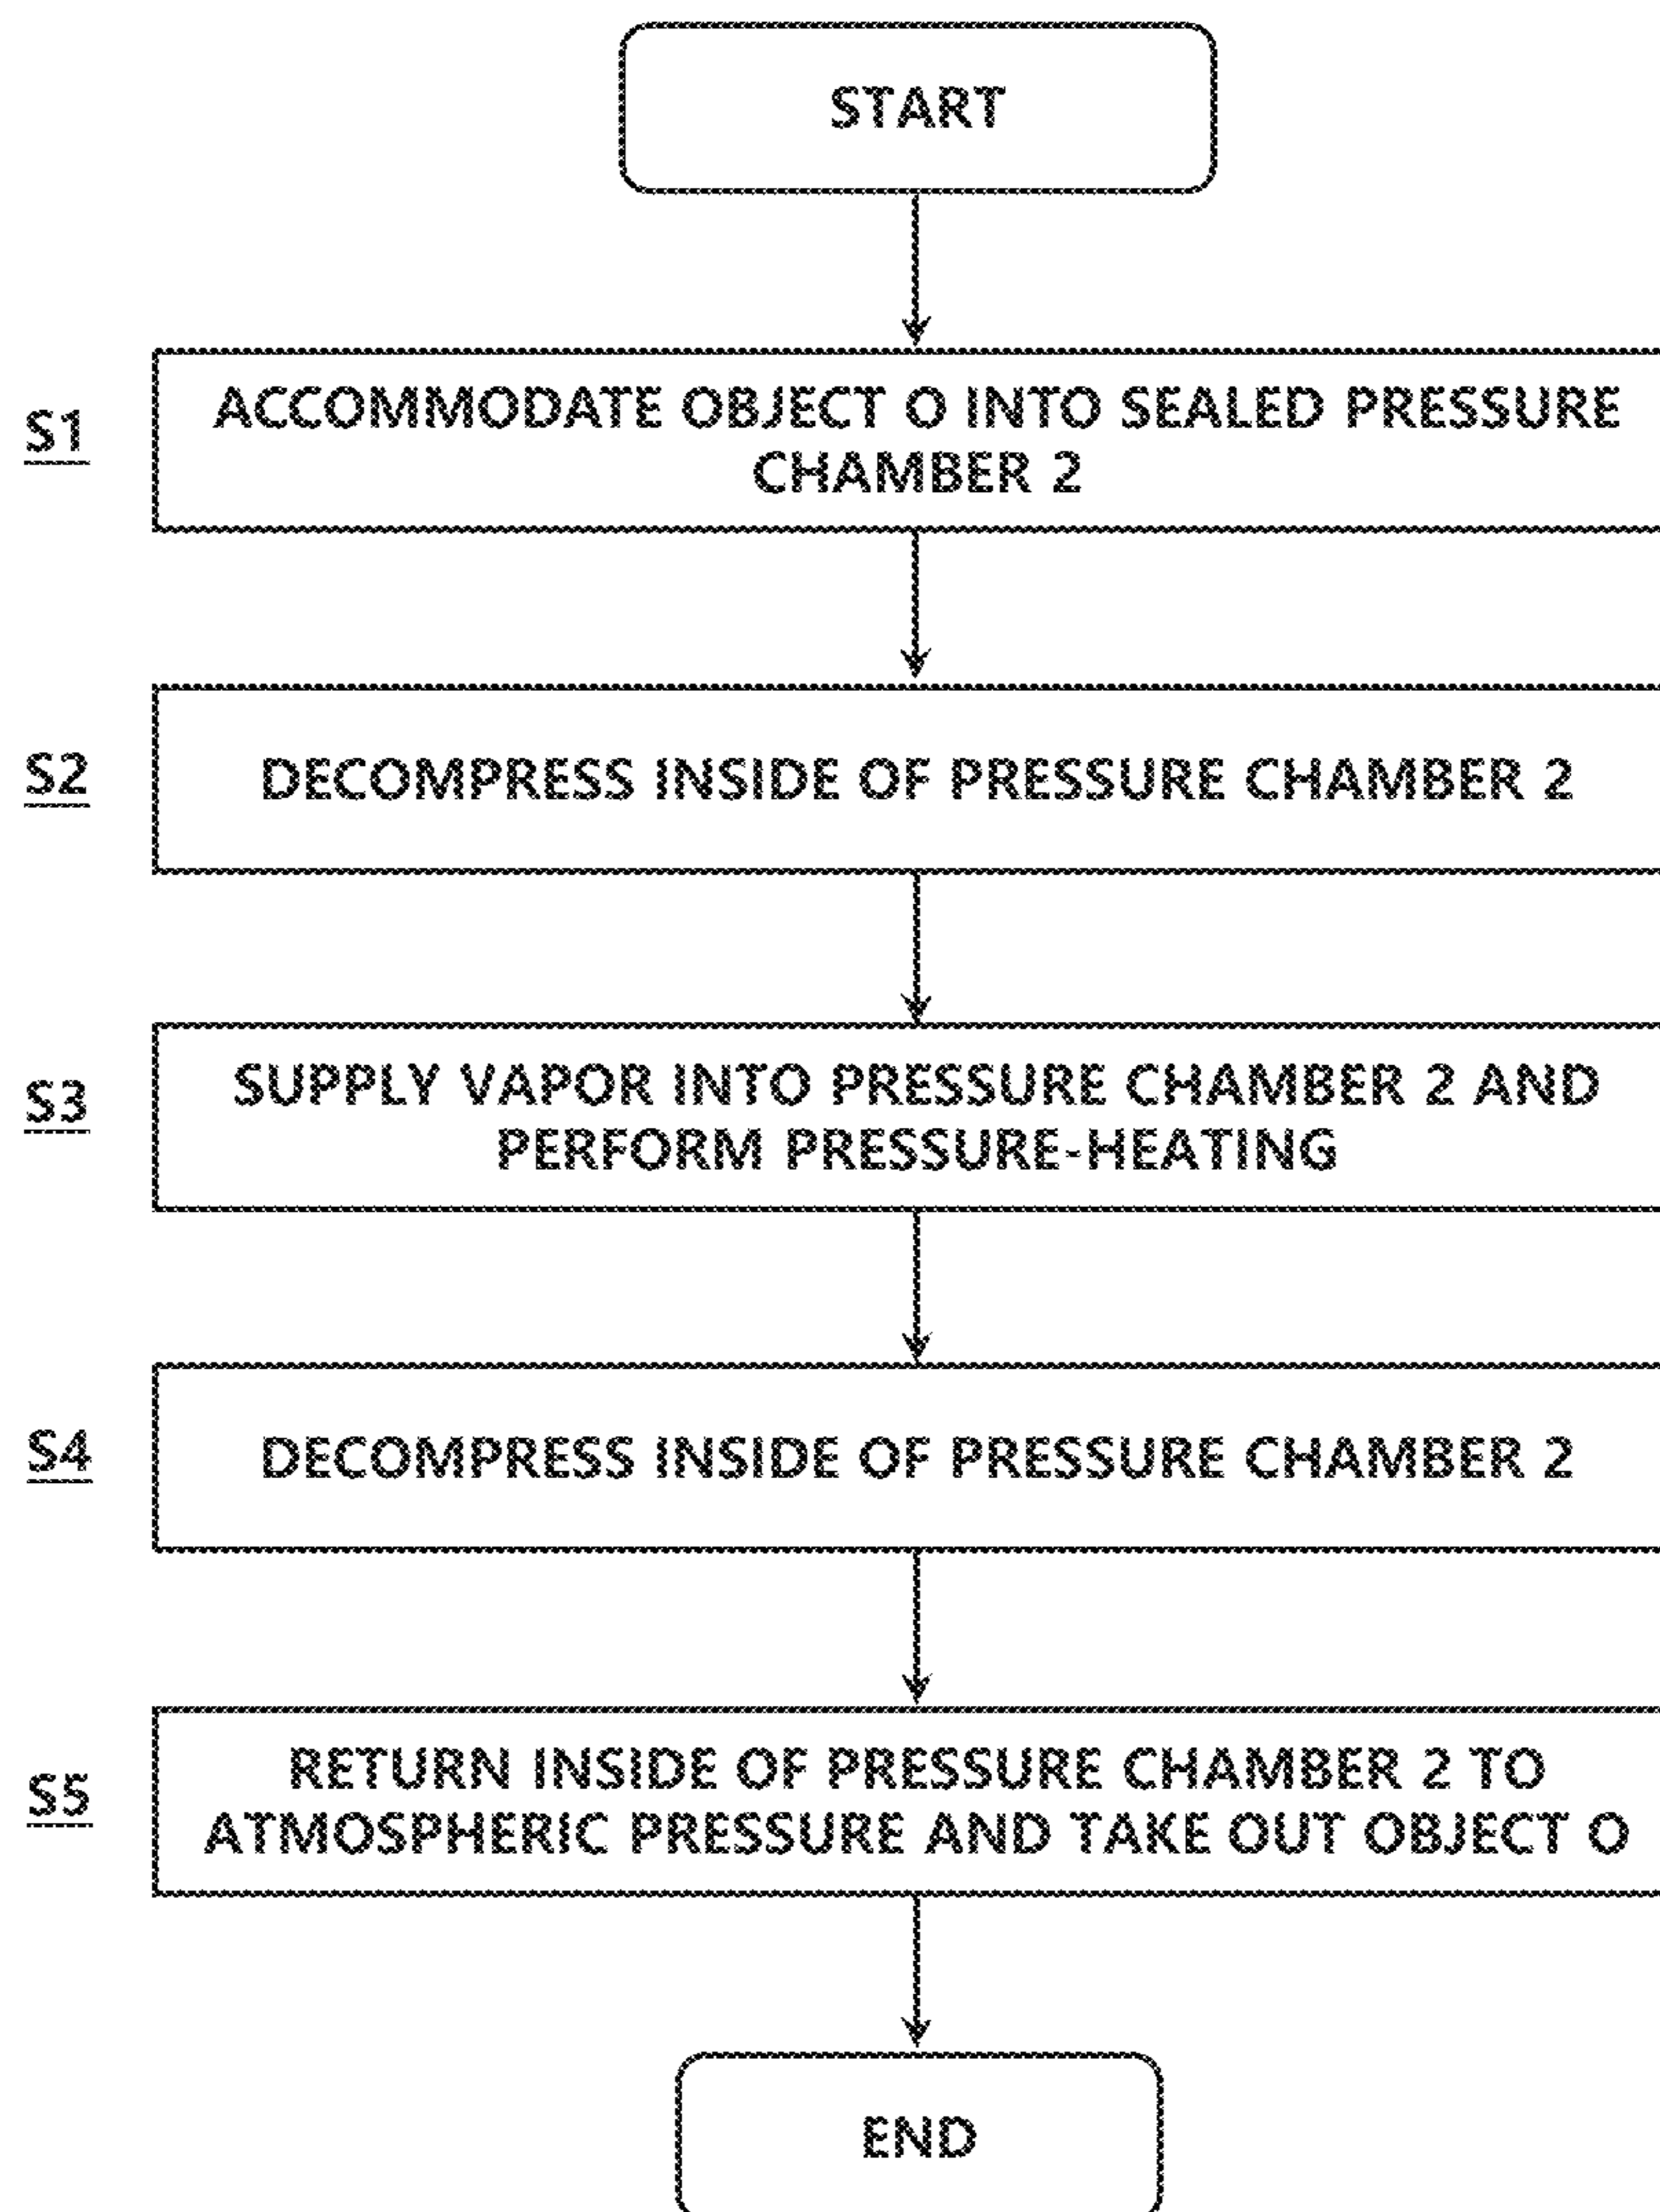 START
S1
ACCOMMODATE OBJECT O INTO SEALED PRESSURE
CHAMBER 2
S2
DECOMPRESS INSIDE OF PRESSURE CHAMBER 2
S3
SUPPLY VAPOR INTO PRESSURE CHAMBER 2 AND
PERFORM PRESSURE-HEATING
S4
DECOMPRESS INSIDE OF PRESSURE CHAMBER 2
S5
RETURN INSIDE OF PRESSURE CHAMBER 2 TO
ATMOSPHERIC PRESSURE AND TAKE OUT OBJECT O
END